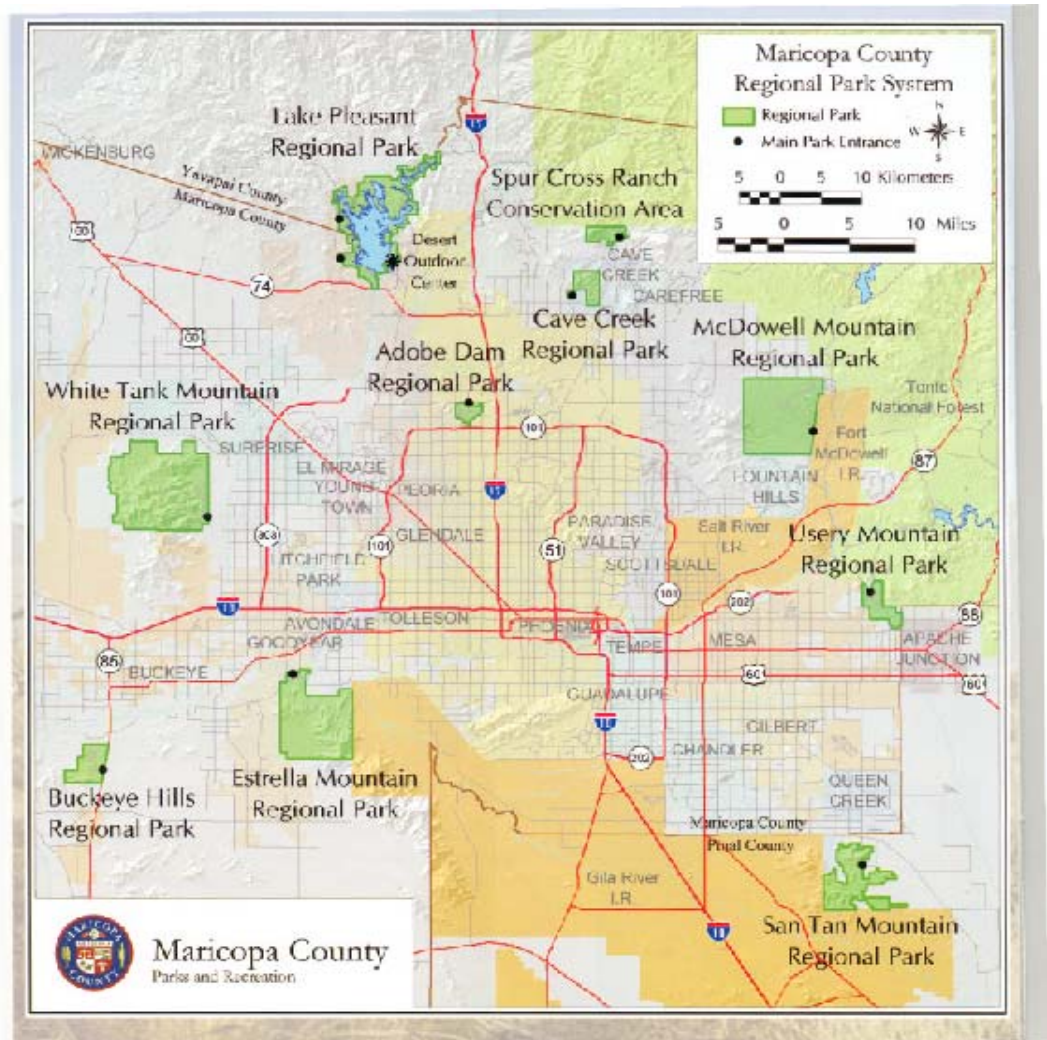 Maricopa County
Regional Park System
Regional Park
Main Park Entrance
N
W
E
S
5 0 5 10 Kilometers
5 0 5 10 Miles
Lake Pleasant
Regional Park
17
WICKENBURG
Yavapai County
Maricopa County
Spur Cross Ranch
Conservation Area
60
Desert
Outdoor
Center
CAVE
CREEK
74
CAREFREE
60
Cave Creek
Regional Park
McDowell Mountain
Regional Park
Adobe Dam
Regional Park
White Tank Mountain
Regional Park
Tonto
National Forest
101
SURPRISE
Fort
McDowell
I.R.
87
EL MIRAGE
YOUNG
TOWN
PEORIA
17
FOUNTAIN
HILLS
303
GLENDALE
101
PARADISE
VALLEY
51
Salt River
I.R.
Usery Mountain
Regional Park
LITCHFIELD
PARK
SCOTTSDALE
101
202
10
AVONDALE
TOLLESON
GOODYEAR
PHOENIX
TEMPE
MESA
88
APACHE
JUNCTION
85
BUCKEYE
60
60
GUADALUPE
10
GILBERT
CHANDLER
202
QUEEN
CREEK
Estrella Mountain
Regional Park
Buckeye Hills
Regional Park
Maricopa County
Pinal County
Gila River
I.R.
10
San Tan Mountain
Regional Park
MARICOPA
COUNTY
Maricopa County
Parks and Recreation